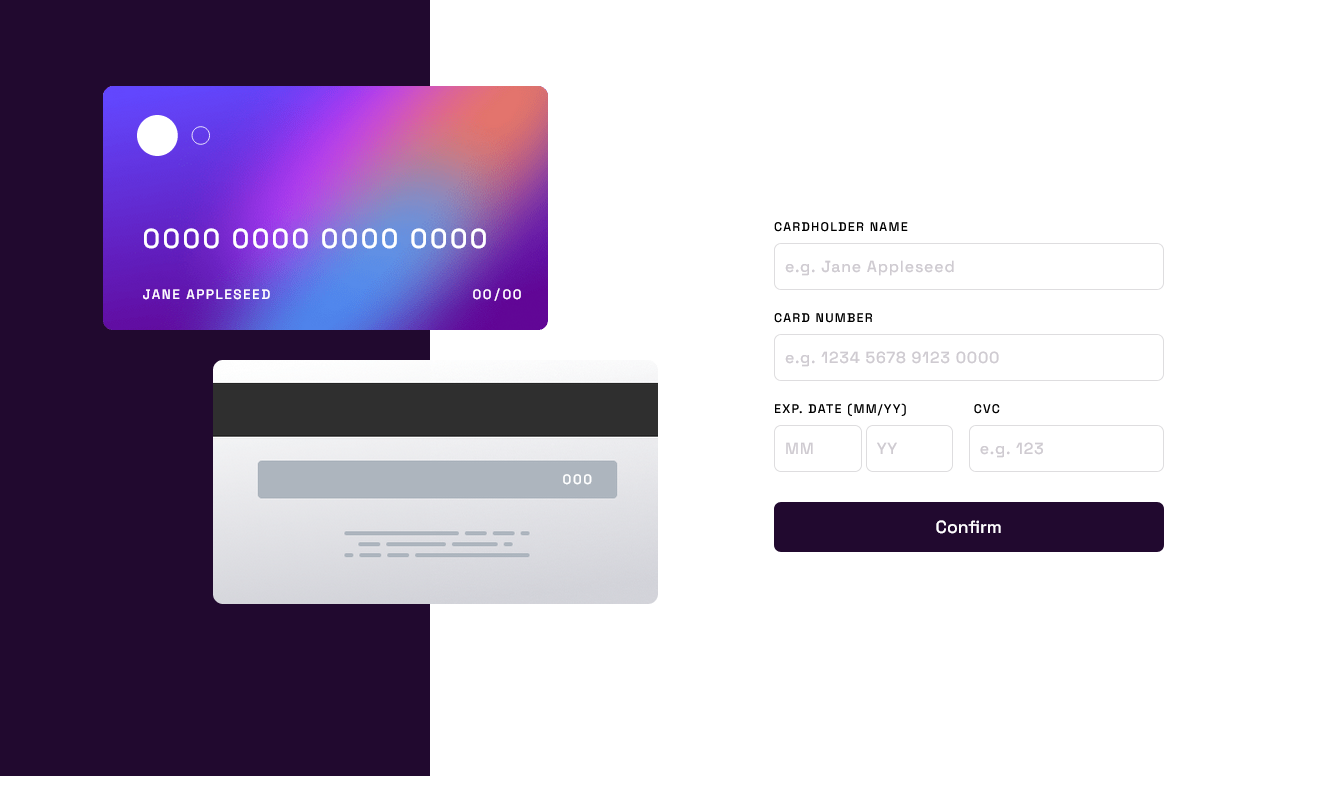 0000 0000 0000 0000
JANE APPLESEED 00/00
000
CARDHOLDER NAME
e.g. Jane Appleseed
CARD NUMBER
e.g. 1234 5678 9123 0000
EXP. DATE (MM/YY) CVC
MM YY e.g. 123
Confirm